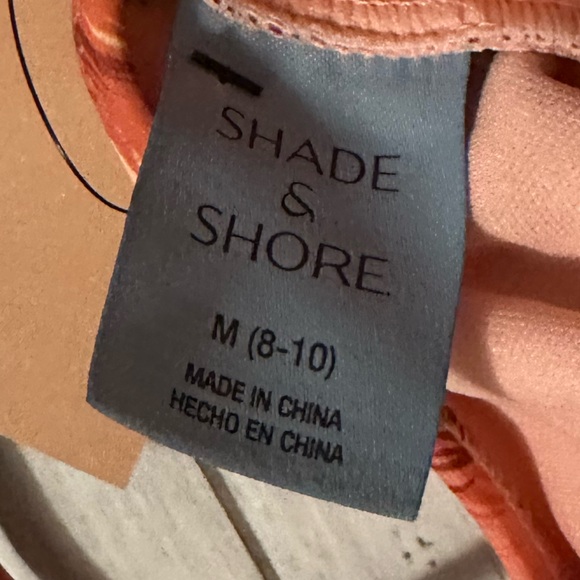 SHADE
&
SHORE
M (8-10)
MADE IN CHINA
HECHO EN CHINA